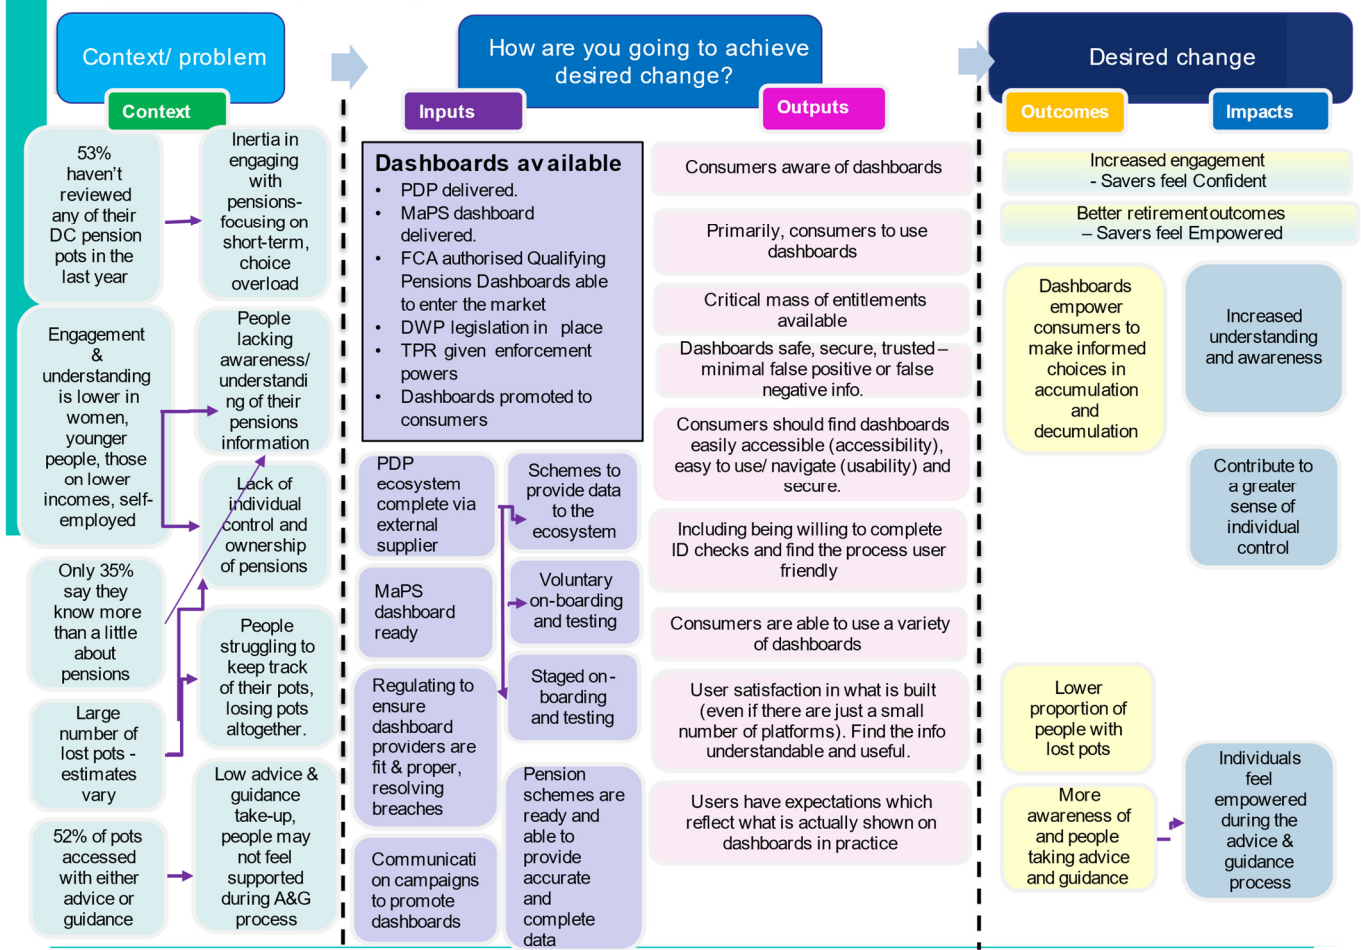 Context/ problem
How are you going to achieve
desired change?
Desired change
Context
Inputs
Outputs
Outcomes
Impacts
53%
haven't
reviewed
any of their
DC pension
pots in the
last year
Inertia in
engaging
with
pensions-
focusing on
short-term,
choice
overload
Engagement
&
understanding
is lower in
women,
younger
people, those
on lower
incomes, self-
employed
People
lacking
awareness/
understandi
ng of their
pensions
information
Lack of
individual
control and
ownership
of pensions
Only 35%
say they
know more
than a little
about
pensions
People
struggling to
keep track
of their pots,
losing pots
altogether.
Large
number of
lost pots -
estimates
vary
Low advice &
guidance
take-up,
people may
not feel
supported
during A&G
process
52% of pots
accessed
with either
advice or
guidance
Dashboards available
• PDP delivered.
• MaPS dashboard
delivered.
• FCA authorised Qualifying
Pensions Dashboards able
to enter the market
• DWP legislation in place
• TPR given enforcement
powers
• Dashboards promoted to
consumers
PDP
ecosystem
complete via
external
supplier
Schemes to
provide data
to the
ecosystem
MaPS
dashboard
ready
Voluntary
on-boarding
and testing
Regulating to
ensure
dashboard
providers are
fit & proper,
resolving
breaches
Staged on-
boarding
and testing
Communicati
on campaigns
to promote
dashboards
Pension
schemes are
ready and
able to
provide
accurate
and
complete
data
Consumers aware of dashboards
Primarily, consumers to use
dashboards
Critical mass of entitlements
available
Dashboards safe, secure, trusted –
minimal false positive or false
negative info.
Consumers should find dashboards
easily accessible (accessibility),
easy to use/ navigate (usability) and
secure.
Including being willing to complete
ID checks and find the process user
friendly
Consumers are able to use a variety
of dashboards
User satisfaction in what is built
(even if there are just a small
number of platforms). Find the info
understandable and useful.
Users have expectations which
reflect what is actually shown on
dashboards in practice
Increased engagement
- Savers feel Confident
Better retirement outcomes
– Savers feel Empowered
Dashboards
empower
consumers to
make informed
choices in
accumulation
and
decumulation
Increased
understanding
and awareness
Contribute to
a greater
sense of
individual
control
Lower
proportion of
people with
lost pots
More
awareness of
and people
taking advice
and guidance
Individuals
feel
empowered
during the
advice &
guidance
process